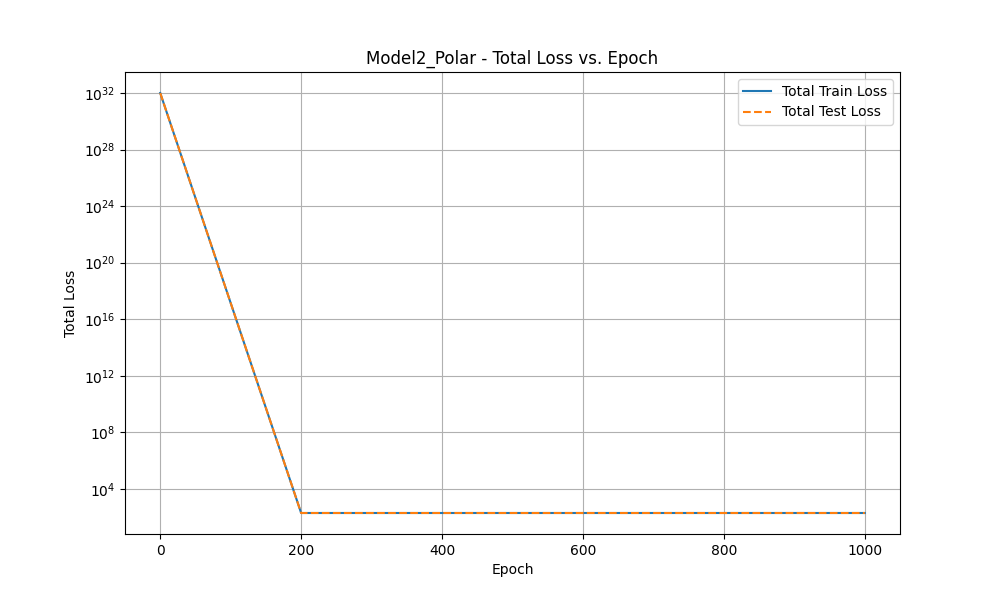 Model2_Polar - Total Loss vs. Epoch
Total Train Loss
Total Test Loss
10^32
10^28
10^24
10^20
10^16
10^12
10^8
10^4
Total Loss
0 200 400 600 800 1000
Epoch